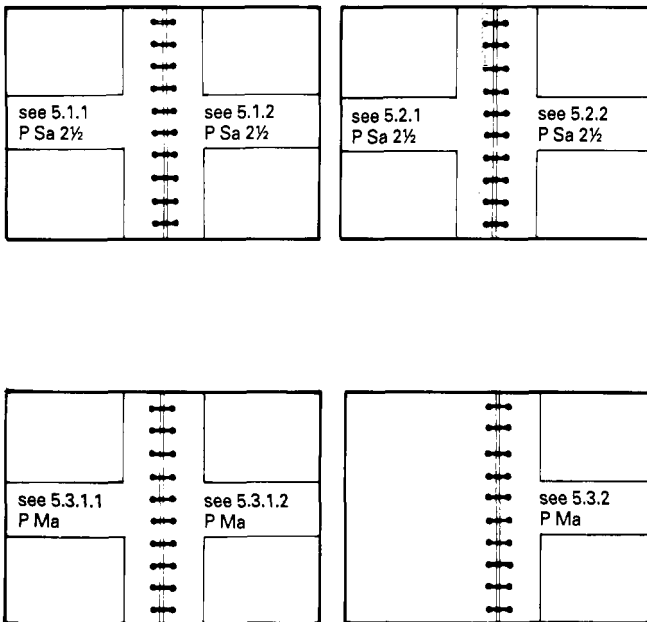 see 5.1.1
P Sa 2½
see 5.1.2
P Sa 2½
see 5.2.1
P Sa 2½
see 5.2.2
P Sa 2½
see 5.3.1.1
P Ma
see 5.3.1.2
P Ma
see 5.3.2
P Ma